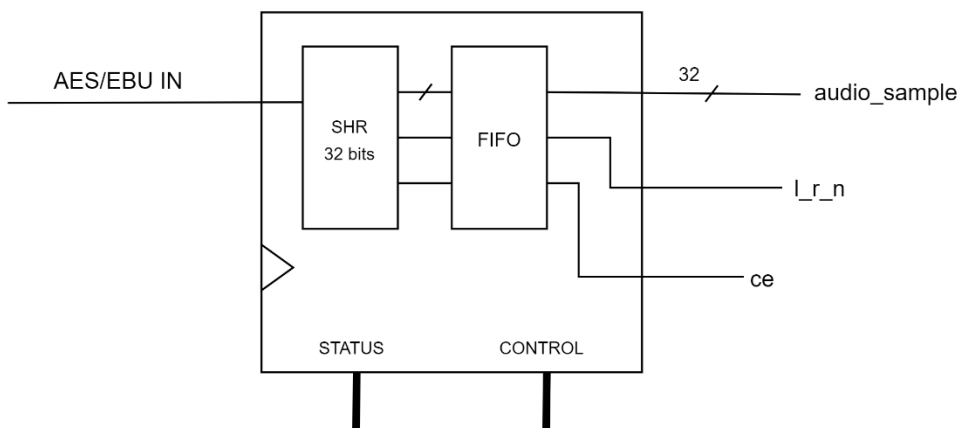 AES/EBU IN
SHR
32 bits
FIFO
32
audio_sample
l_r_n
ce
STATUS
CONTROL